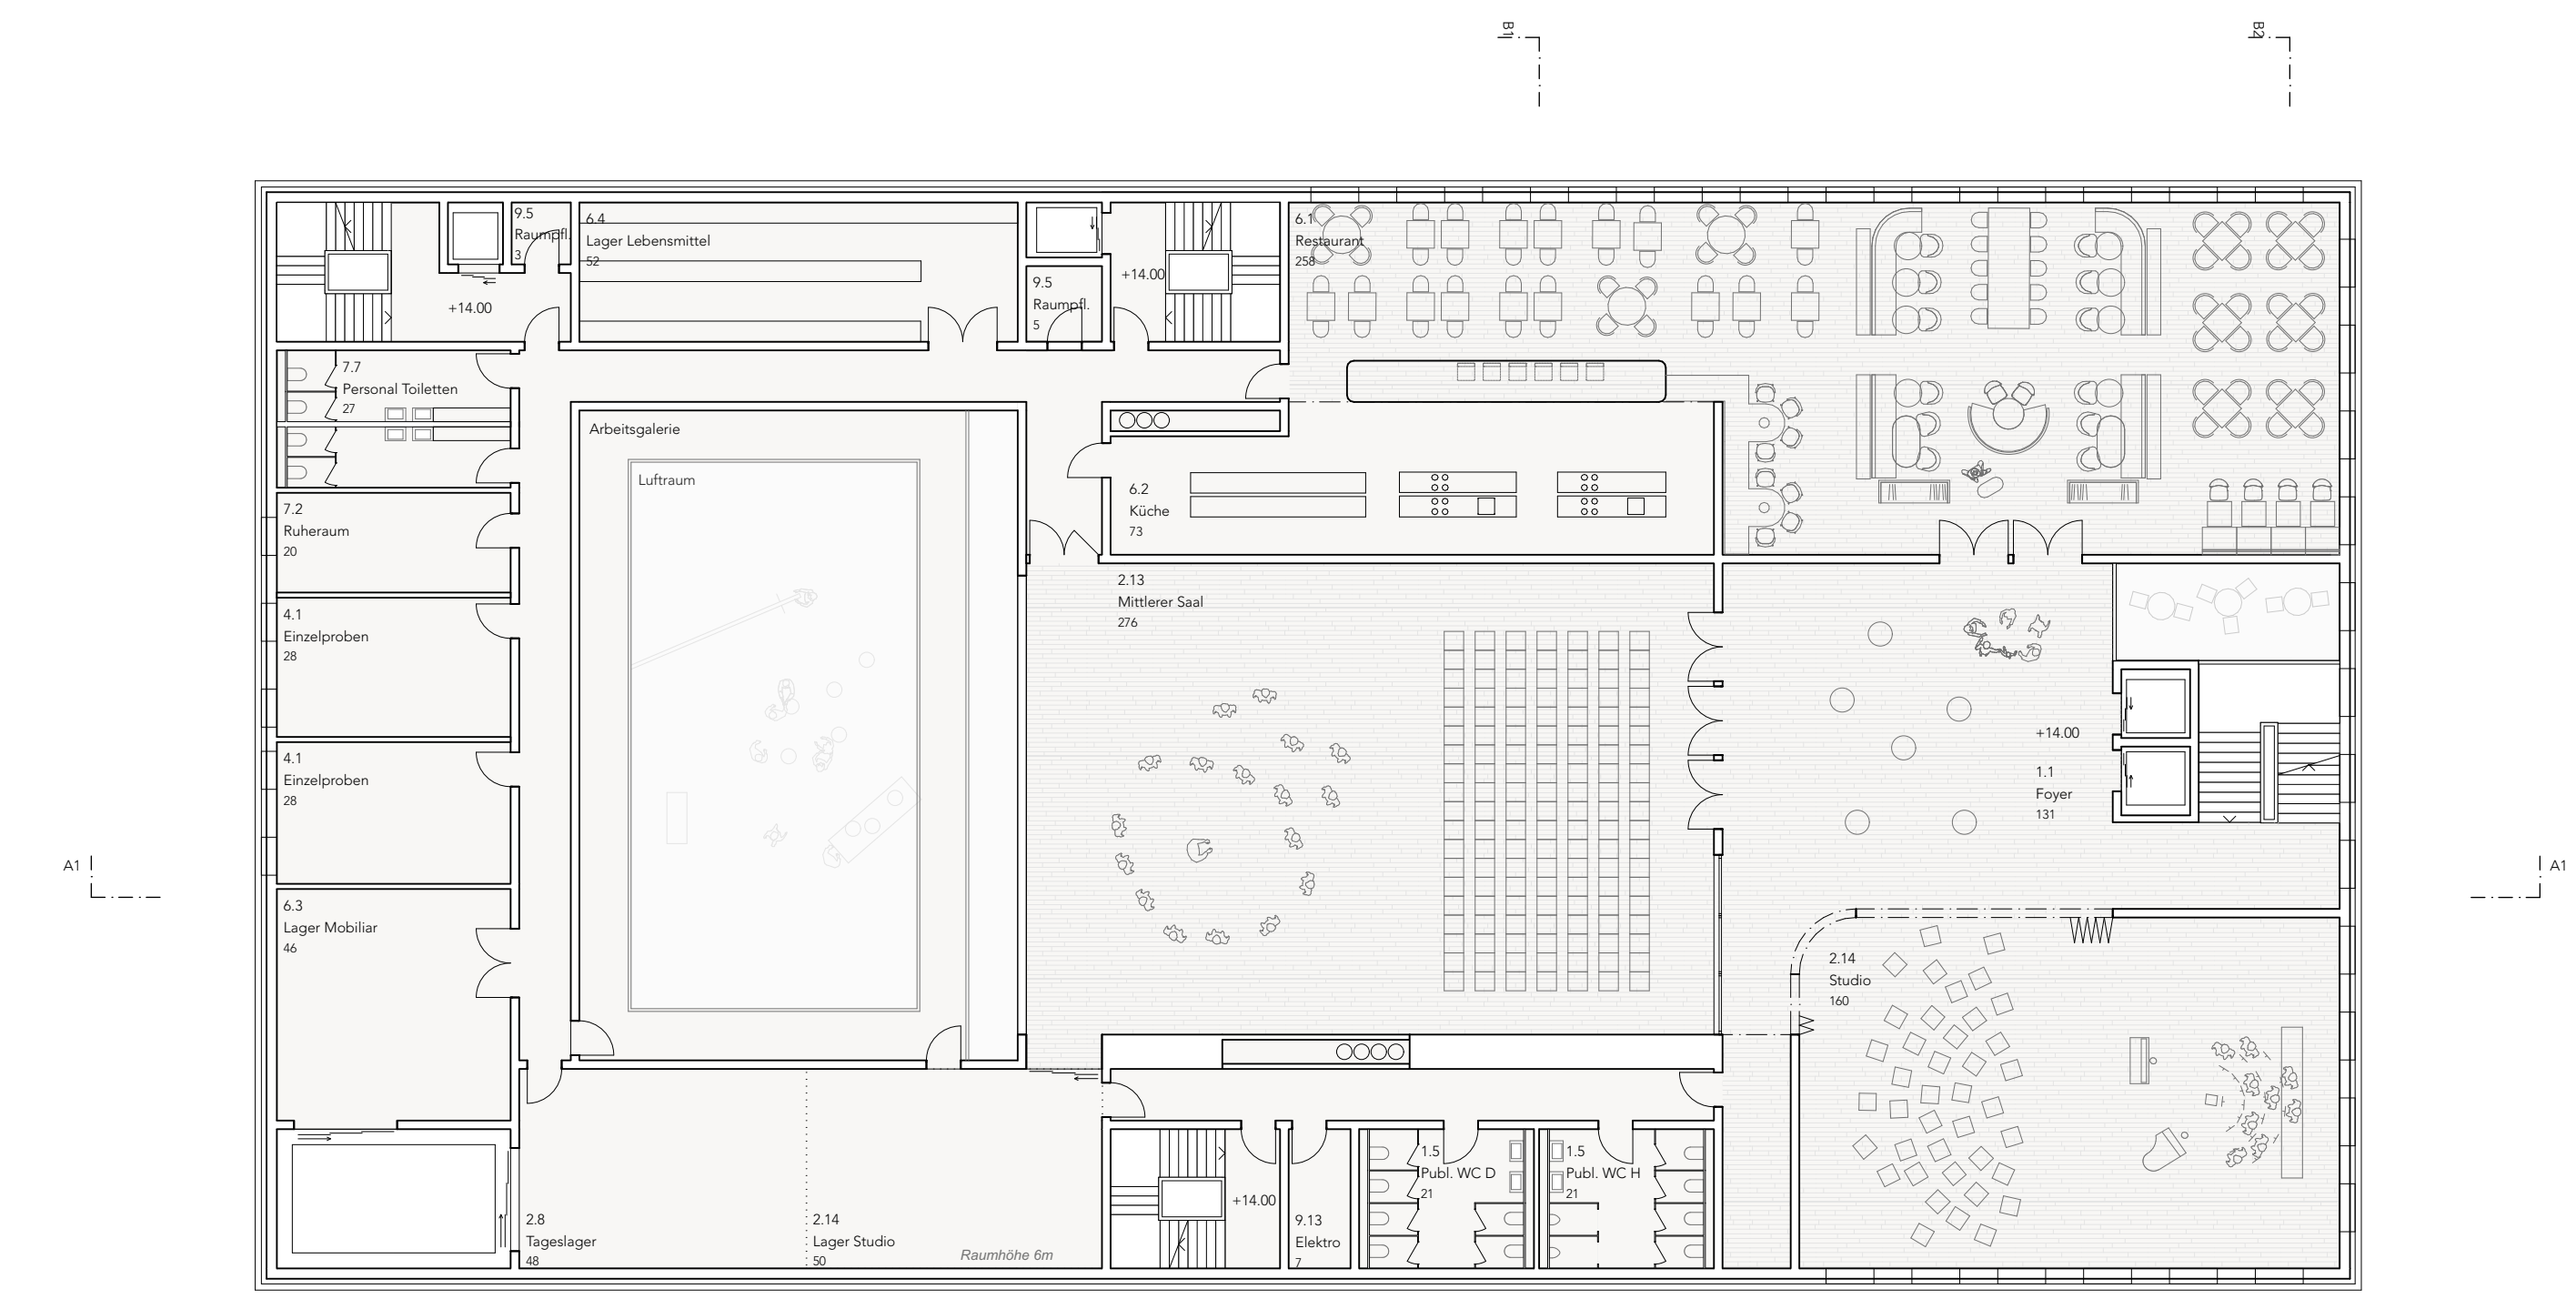 B1
B2
9.5
Raumpfl.
3
6.4
Lager Lebensmittel
52
+14.00
9.5
Raumpfl.
5
+14.00
6.1
Restaurant
258
7.7
Personal Toiletten
27
Arbeitsgalerie
Luftraum
7.2
Ruheraum
20
6.2
Küche
73
4.1
Einzelproben
28
2.13
Mittlerer Saal
276
4.1
Einzelproben
28
+14.00
1.1
Foyer
131
A1
A1
6.3
Lager Mobiliar
46
2.14
Studio
160
2.8
Tageslager
48
2.14
Lager Studio
50
Raumhöhe 6m
+14.00
9.13
Elektro
7
1.5
Publ. WC D
21
1.5
Publ. WC H
21